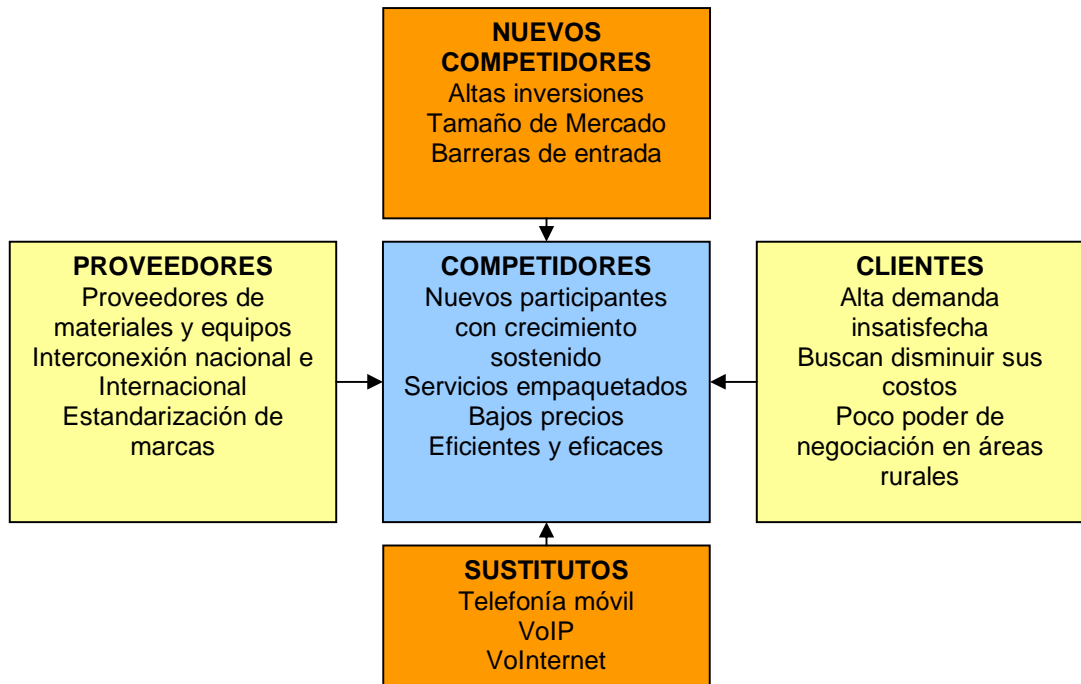 NUEVOS
COMPETIDORES
Altas inversiones
Tamaño de Mercado
Barreras de entrada
PROVEEDORES
Proveedores de
materiales y equipos
Interconexión nacional e
Internacional
Estandarización de
marcas
COMPETIDORES
Nuevos participantes
con crecimiento
sostenido
Servicios empaquetados
Bajos precios
Eficientes y eficaces
CLIENTES
Alta demanda
insatisfecha
Buscan disminuir sus
costos
Poco poder de
negociación en áreas
rurales
SUSTITUTOS
Telefonía móvil
VoIP
VoInternet